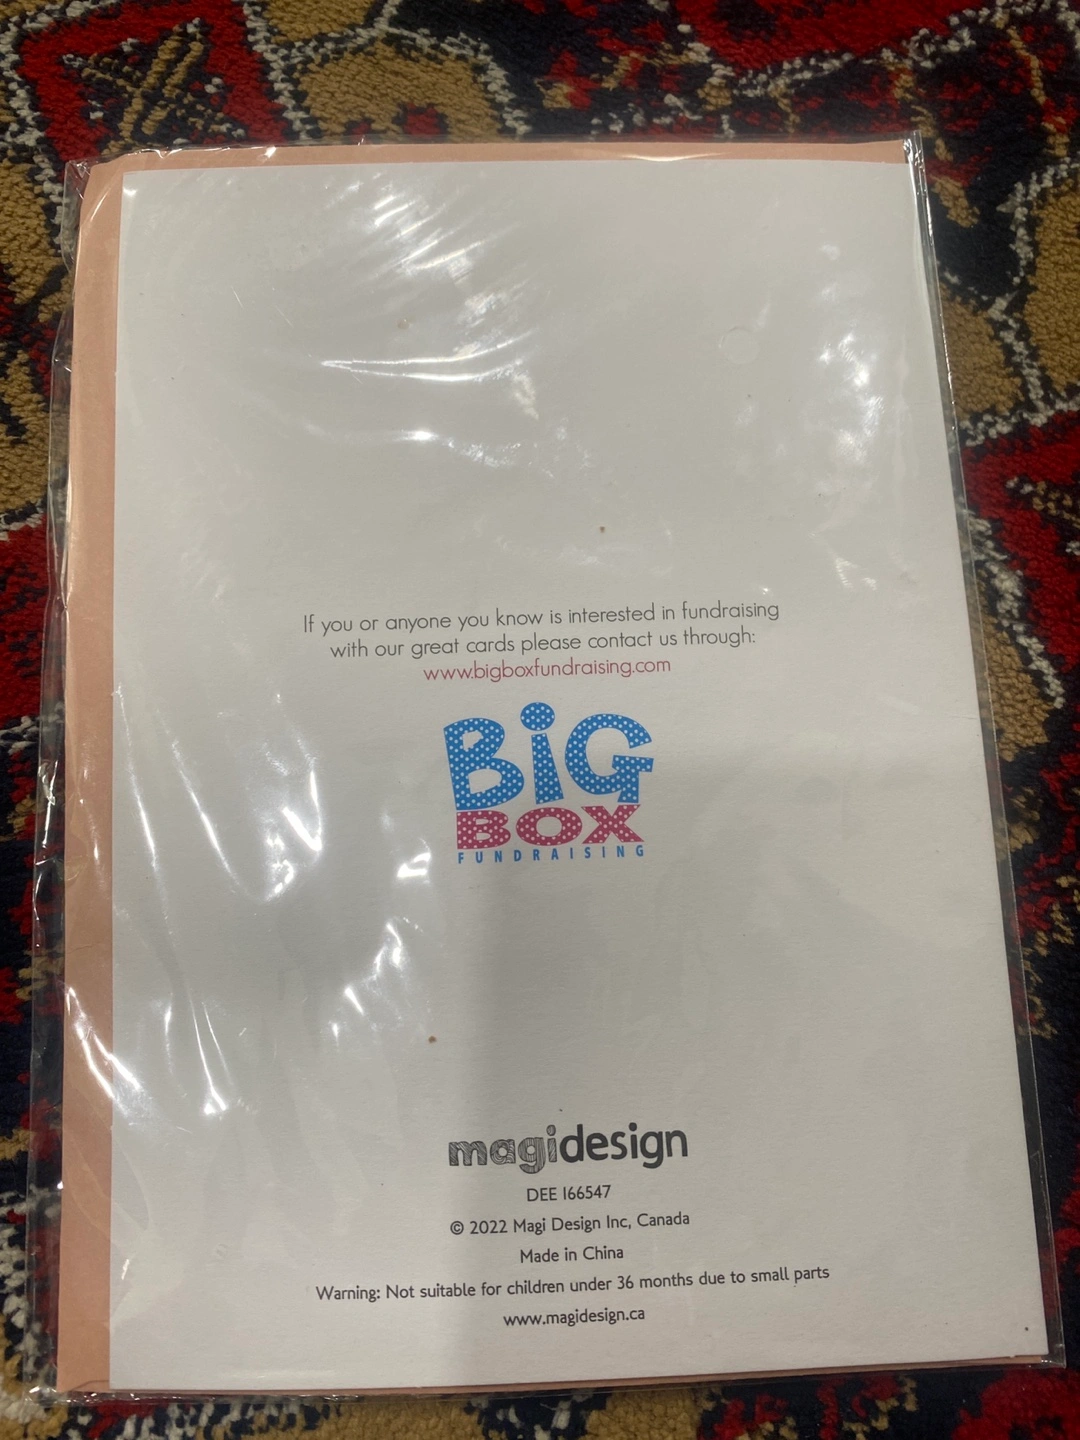 If you or anyone you know is interested in fundraising
with our great cards please contact us through:
www.bigboxfundraising.com
BiG
BOX
FUNDRAISING
magidesign
DEE 166547
© 2022 Magi Design Inc, Canada
Made in China
Warning: Not suitable for children under 36 months due to small parts
www.magidesign.ca